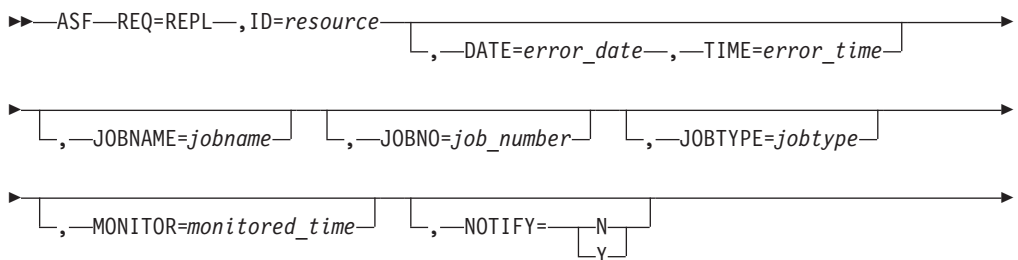 ASF REQ=REPL ,ID=resource
, DATE=error_date , TIME=error_time
, JOBNAME=jobname , JOBNO=job_number , JOBTYPE=jobtype
, MONITOR=monitored_time , NOTIFY= N
Y